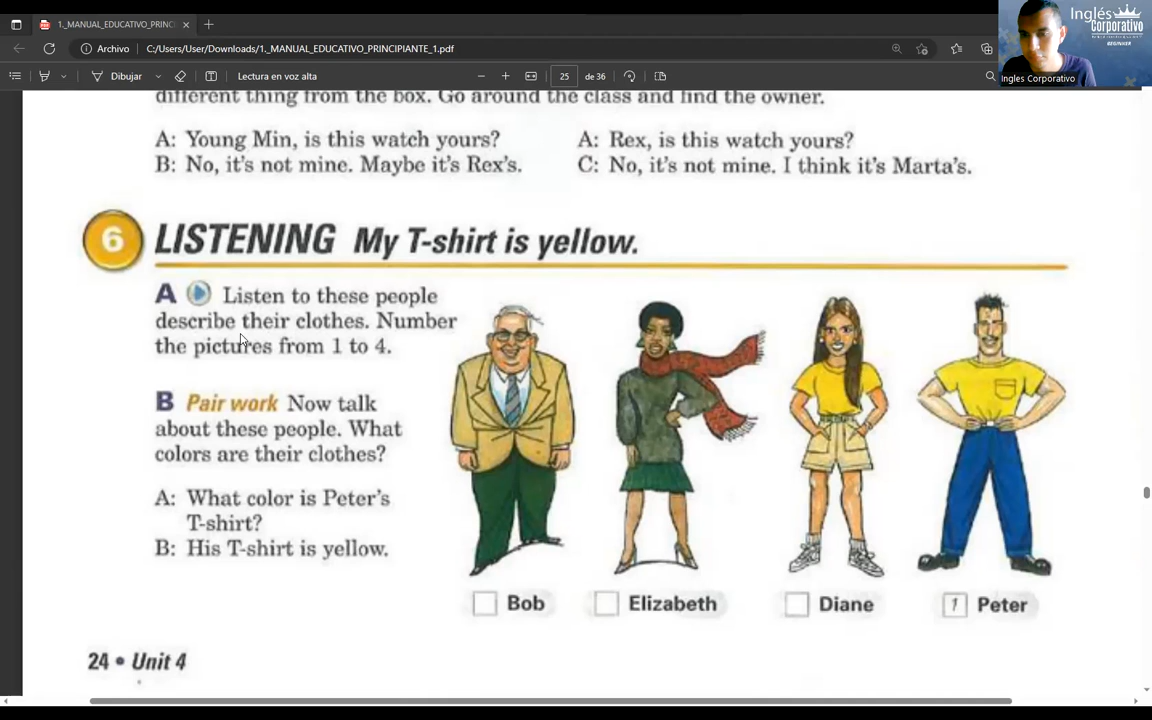 1._MANUAL_EDUCATIVO_PRINCI
Archivo
C:/Users/User/Downloads/1._MANUAL_EDUCATIVO_PRINCIPIANTE_1.pdf
Inglés
Corporativo
Ingles Corporativo
Dibujar
Lectura en voz alta
25 de 36
different thing from the box. Go around the class and find the owner.
A: Young Min, is this watch yours?
B: No, it's not mine. Maybe it's Rex's.
A: Rex, is this watch yours?
C: No, it's not mine. I think it's Marta's.
6 LISTENING My T-shirt is yellow.
A Listen to these people
describe their clothes. Number
the pictures from 1 to 4.
B Pair work Now talk
about these people. What
colors are their clothes?
A: What color is Peter's
T-shirt?
B: His T-shirt is yellow.
Bob
Elizabeth
Diane
1 Peter
24 • Unit 4